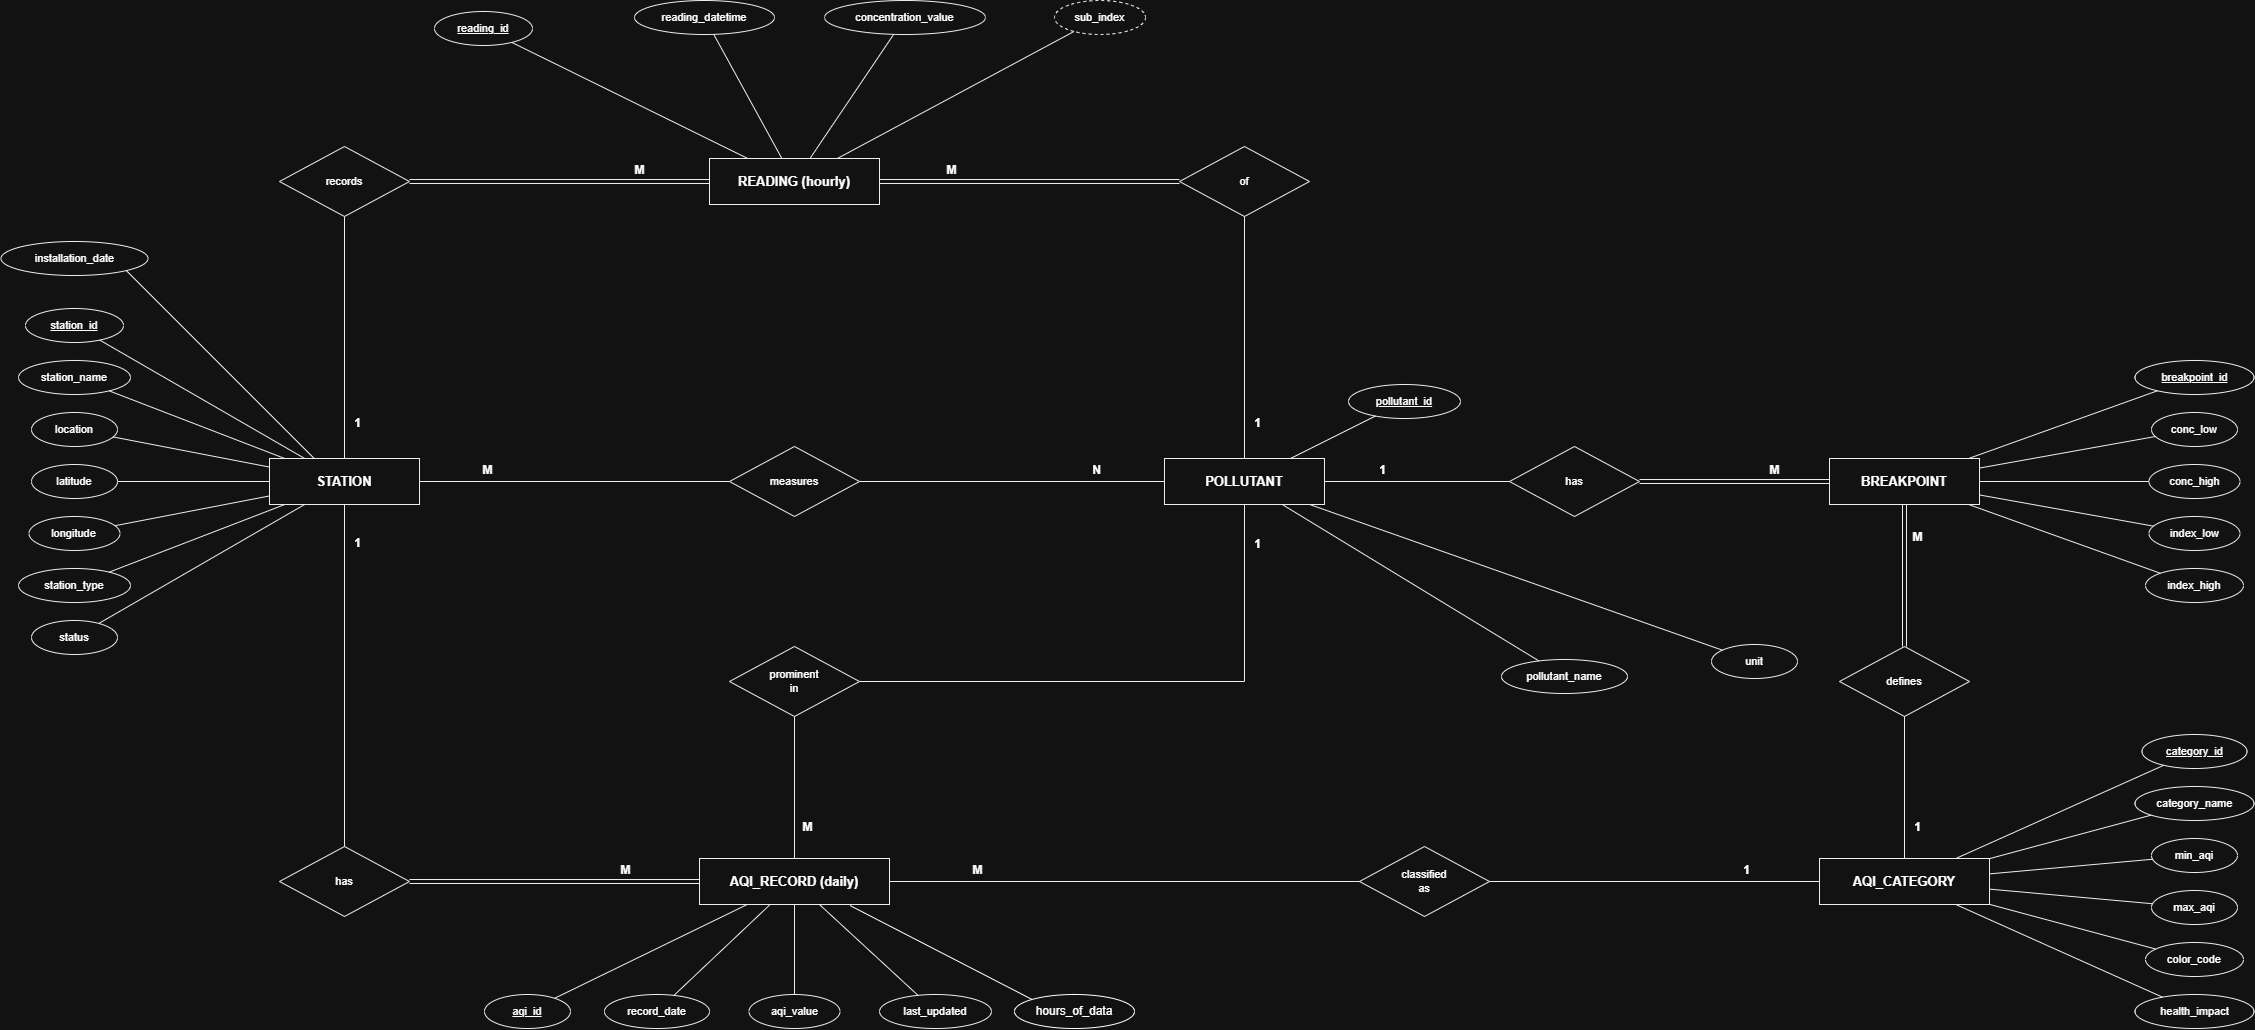 reading_id
reading_datetime
concentration_value
sub_index
records
M
READING (hourly)
M
of
installation_date
station_id
station_name
location
latitude
longitude
station_type
status
1
STATION
1
M
measures
N
1
POLLUTANT
1
pollutant_id
1
has
M
BREAKPOINT
M
breakpoint_id
conc_low
conc_high
index_low
index_high
prominent
in
M
pollutant_name
unit
defines
1
has
M
AQI_RECORD (daily)
M
classified
as
1
AQI_CATEGORY
category_id
category_name
min_aqi
max_aqi
color_code
health_impact
aqi_id
record_date
aqi_value
last_updated
hours_of_data